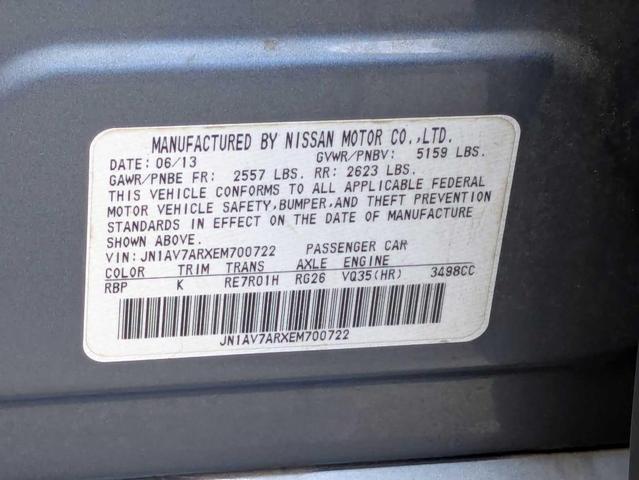 MANUFACTURED BY NISSAN MOTOR CO.,LTD.
DATE: 06/13 GVWR/PNBV: 5159 LBS.
GAWR/PNBE FR: 2557 LBS. RR: 2623 LBS.
THIS VEHICLE CONFORMS TO ALL APPLICABLE FEDERAL
MOTOR VEHICLE SAFETY,BUMPER,AND THEFT PREVENTION
STANDARDS IN EFFECT ON THE DATE OF MANUFACTURE
SHOWN ABOVE.
VIN: JN1AV7ARXEM700722 PASSENGER CAR
COLOR TRIM TRANS AXLE ENGINE
RBP K RE7R01H RG26 VQ35(HR) 3498CC
JN1AV7ARXEM700722